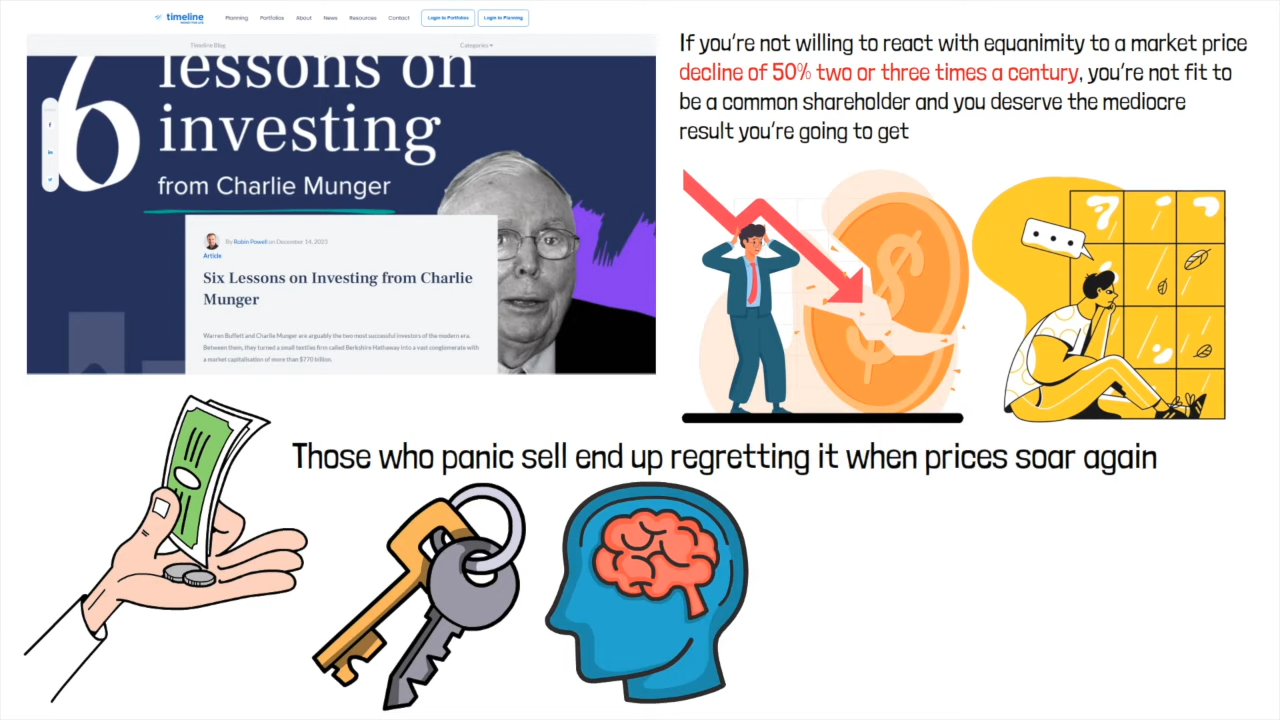 timeline
Planning Portfolios About News Resources Contact Login to Portfolios Login to Planning
Timeline Blog Categories
6 lessons on
investing
from Charlie Munger
By Robin Powell on December 14, 2023
Article
Six Lessons on Investing from Charlie
Munger
Warren Buffett and Charlie Munger are arguably the two most successful investors of the modern era.
Between them, they turned a small textiles firm called Berkshire Hathaway into a vast conglomerate with
a market capitalisation of more than $770 billion.
If you're not willing to react with equanimity to a market price
decline of 50% two or three times a century, you're not fit to
be a common shareholder and you deserve the mediocre
result you're going to get
Those who panic sell end up regretting it when prices soar again